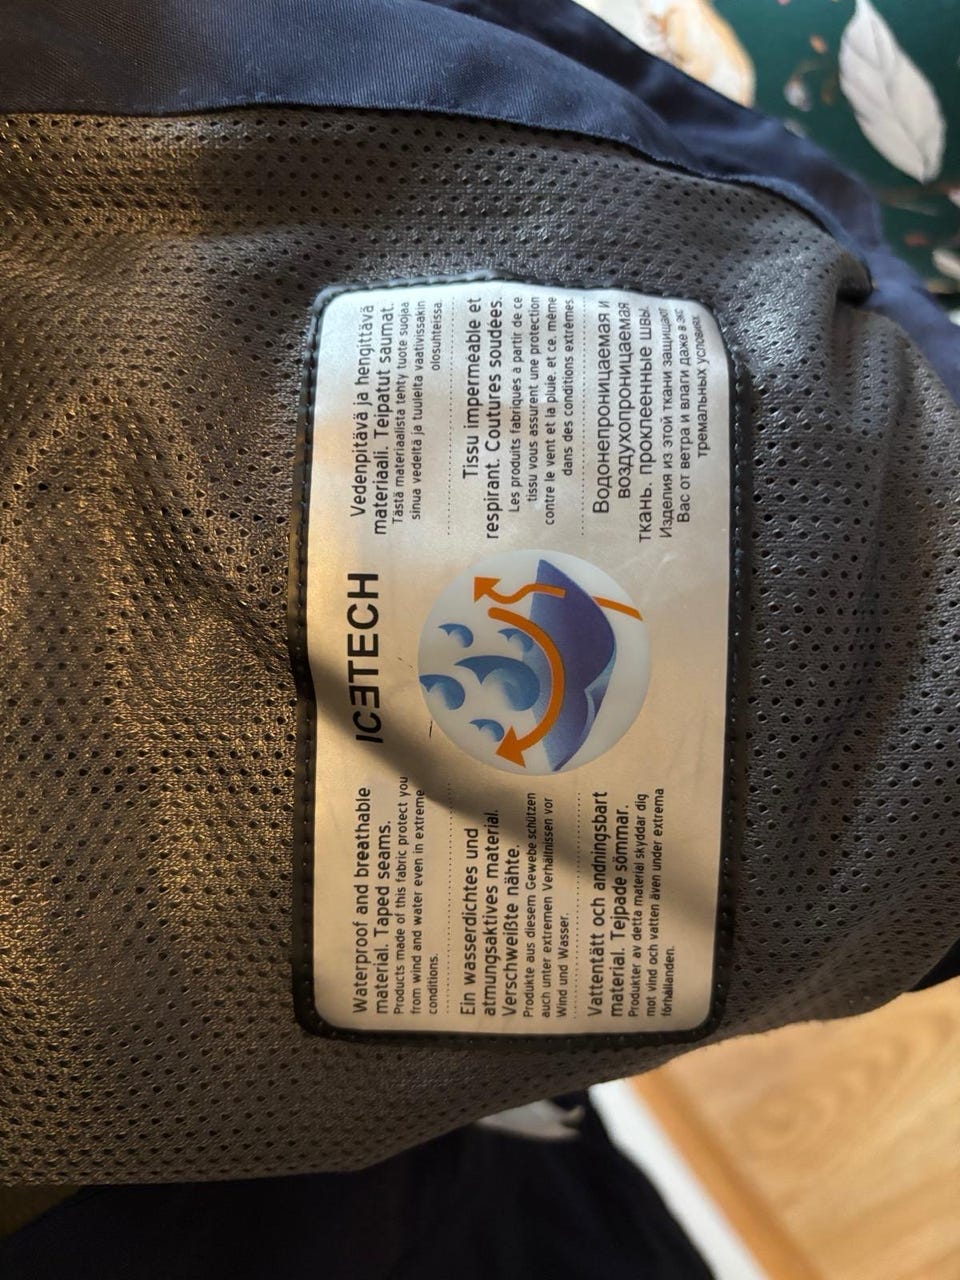 Waterproof and breathable
material. Taped seams.
Products made of this fabric protect you
from wind and water even in extreme
conditions.
Ein wasserdichtes und
atmungsaktives material.
Verschweißte nähte.
Produkte aus diesem Gewebe schützen
auch unter extremen Verhältnissen vor
Wind und Wasser.
Vattentätt och andningsbart
material. Tejpade sömmar.
Produkter av detta material skyddar dig
mot vind och vatten även under extrema
förhållanden.
ICETECH
Vedenpitävä ja hengittävä
materiaali. Teipatut saumat.
Tästä materiaalista tehty tuote suojaa
sinua vedeltä ja tuulelta vaativissakin
olosuhteissa.
Tissu imperméable et
respirant. Coutures soudées.
Les produits fabriqués à partir de ce
tissu vous assurent une protection
contre le vent et la pluie, et ce, même
dans des conditions extrêmes.
Водонепроницаемая и
воздухопроницаемая
ткань. проклеенные швы.
Изделия из этой ткани защищают
Вас от ветра и влаги даже в экс
тремальных условиях.